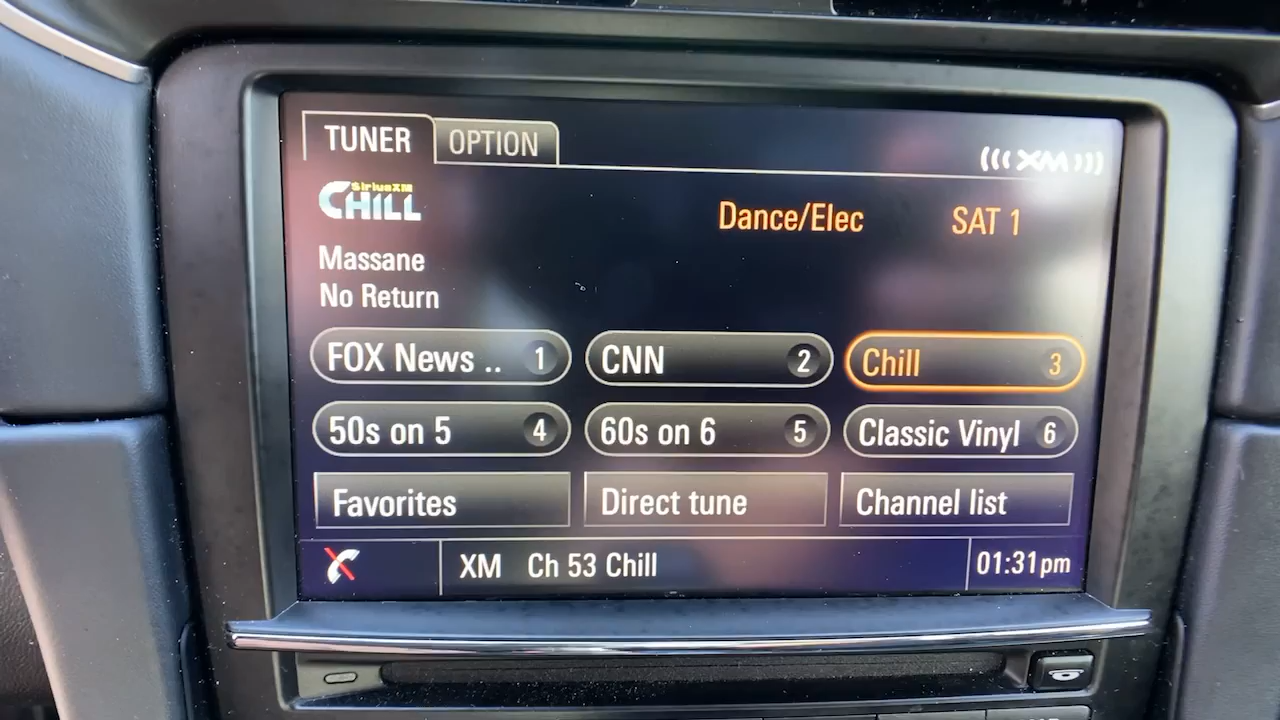 TUNER OPTION
(((XM)))
SiriusXM
CHILL
Dance/Elec SAT 1
Massane
No Return
FOX News .. 1 CNN 2 Chill 3
50s on 5 4 60s on 6 5 Classic Vinyl 6
Favorites Direct tune Channel list
XM Ch 53 Chill 01:31pm